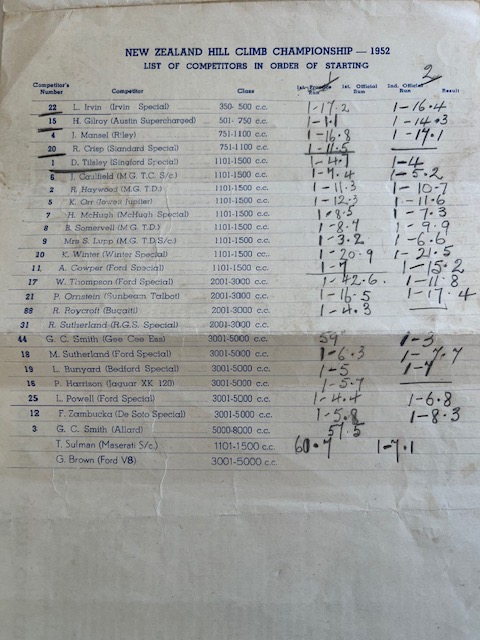 NEW ZEALAND HILL CLIMB CHAMPIONSHIP — 1952
LIST OF COMPETITORS IN ORDER OF STARTING
1 2
Competitor's Number Competitor Class Run 1st. Official Run 2nd. Official Run Result
22 L. Irvin (Irvin Special) 350- 500 c.c. 1-17.2 1-16.4
15 H. Gilroy (Austin Supercharged) 501- 750 c.c. 1-1.1 1-14.3
4 J. Mansel (Riley) 751-1100 c.c. 1-16.8 1-17.1
20 R. Crisp (Standard Special) 751-1100 c.c. 1-11.5
1 D. Tilsley (Singford Special) 1101-1500 c.c. 1-4.1 1-4
6 J. Caulfield (M.G. T.C. S/c.) 1101-1500 c.c. 1-7.4 1-5.2
2 R. Haywood (M.G. T.D.) 1101-1500 c.c. 1-11.3 1-10.7
5 K. Orr (Jowett Jupiter) 1101-1500 c.c. 1-12.3 1-11.6
7 H. McHugh (McHugh Special) 1101-1500 c.c. 1-8.5 1-7.3
8 B. Somervell (M.G. T.D.) 1101-1500 c.c. 1-8.7 1-9.9
9 Mrs S. Lupp (M.G. T.D. S/c.) 1101-1500 c.c. 1-3.2 1-6.6
10 K. Winter (Winter Special) 1101-1500 cc. 1-20.9 1-21.5
11 A. Cowper (Ford Special) 1101-1500 c.c. 1-7 1-15.2
17 W. Thompson (Ford Special) 2001-3000 c.c. 1-42.6. 1-11.8
21 P. Ornstein (Sunbeam Talbot) 2001-3000 c.c. 1-16.5 1-17.4
88 R. Roycroft (Bugatti) 2001-3000 c.c. 1-4.3
31 R. Sutherland (R.G.S. Special) 2001-3000 c.c.
44 G. C. Smith (Gee Cee Ess) 3001-5000 c.c. 59" 1-3
18 M. Sutherland (Ford Special) 3001-5000 c.c. 1-6.3 1-7.7
19 L. Bunyard (Bedford Special) 3001-5000 c.c. 1-5 1-7
16 P. Harrison (Jaguar XK 120) 3001-5000 c.c. 1-5.7
25 L. Powell (Ford Special) 3001-5000 c.c. 1-4.4 1-6.8
12 F. Zambucka (De Soto Special) 3001-5000 c.c. 1-5.8 1-8.3
3 G. C. Smith (Allard) 5000-8000 c.c. 57.5
T. Sulman (Maserati S/c.) 1101-1500 c.c. 60.7 1-7.1
G. Brown (Ford V8) 3001-5000 c.c.